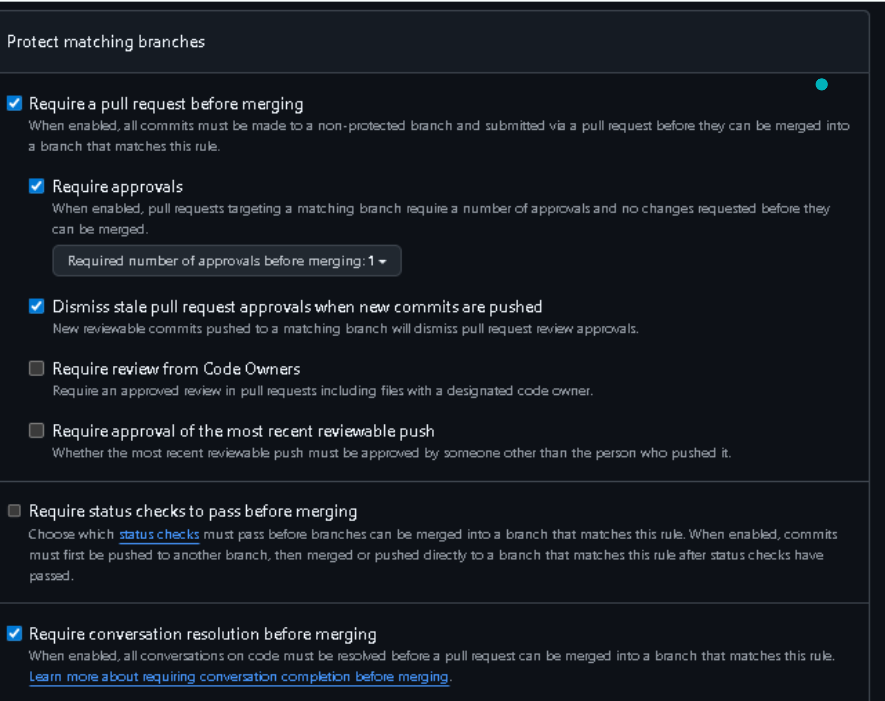 Protect matching branches
Require a pull request before merging
When enabled, all commits must be made to a non-protected branch and submitted via a pull request before they can be merged into
a branch that matches this rule.
Require approvals
When enabled, pull requests targeting a matching branch require a number of approvals and no changes requested before they
can be merged.
Required number of approvals before merging: 1
Dismiss stale pull request approvals when new commits are pushed
New reviewable commits pushed to a matching branch will dismiss pull request review approvals.
Require review from Code Owners
Require an approved review in pull requests including files with a designated code owner.
Require approval of the most recent reviewable push
Whether the most recent reviewable push must be approved by someone other than the person who pushed it.
Require status checks to pass before merging
Choose which status checks must pass before branches can be merged into a branch that matches this rule. When enabled, commits
must first be pushed to another branch, then merged or pushed directly to a branch that matches this rule after status checks have
passed.
Require conversation resolution before merging
When enabled, all conversations on code must be resolved before a pull request can be merged into a branch that matches this rule.
Learn more about requiring conversation completion before merging.